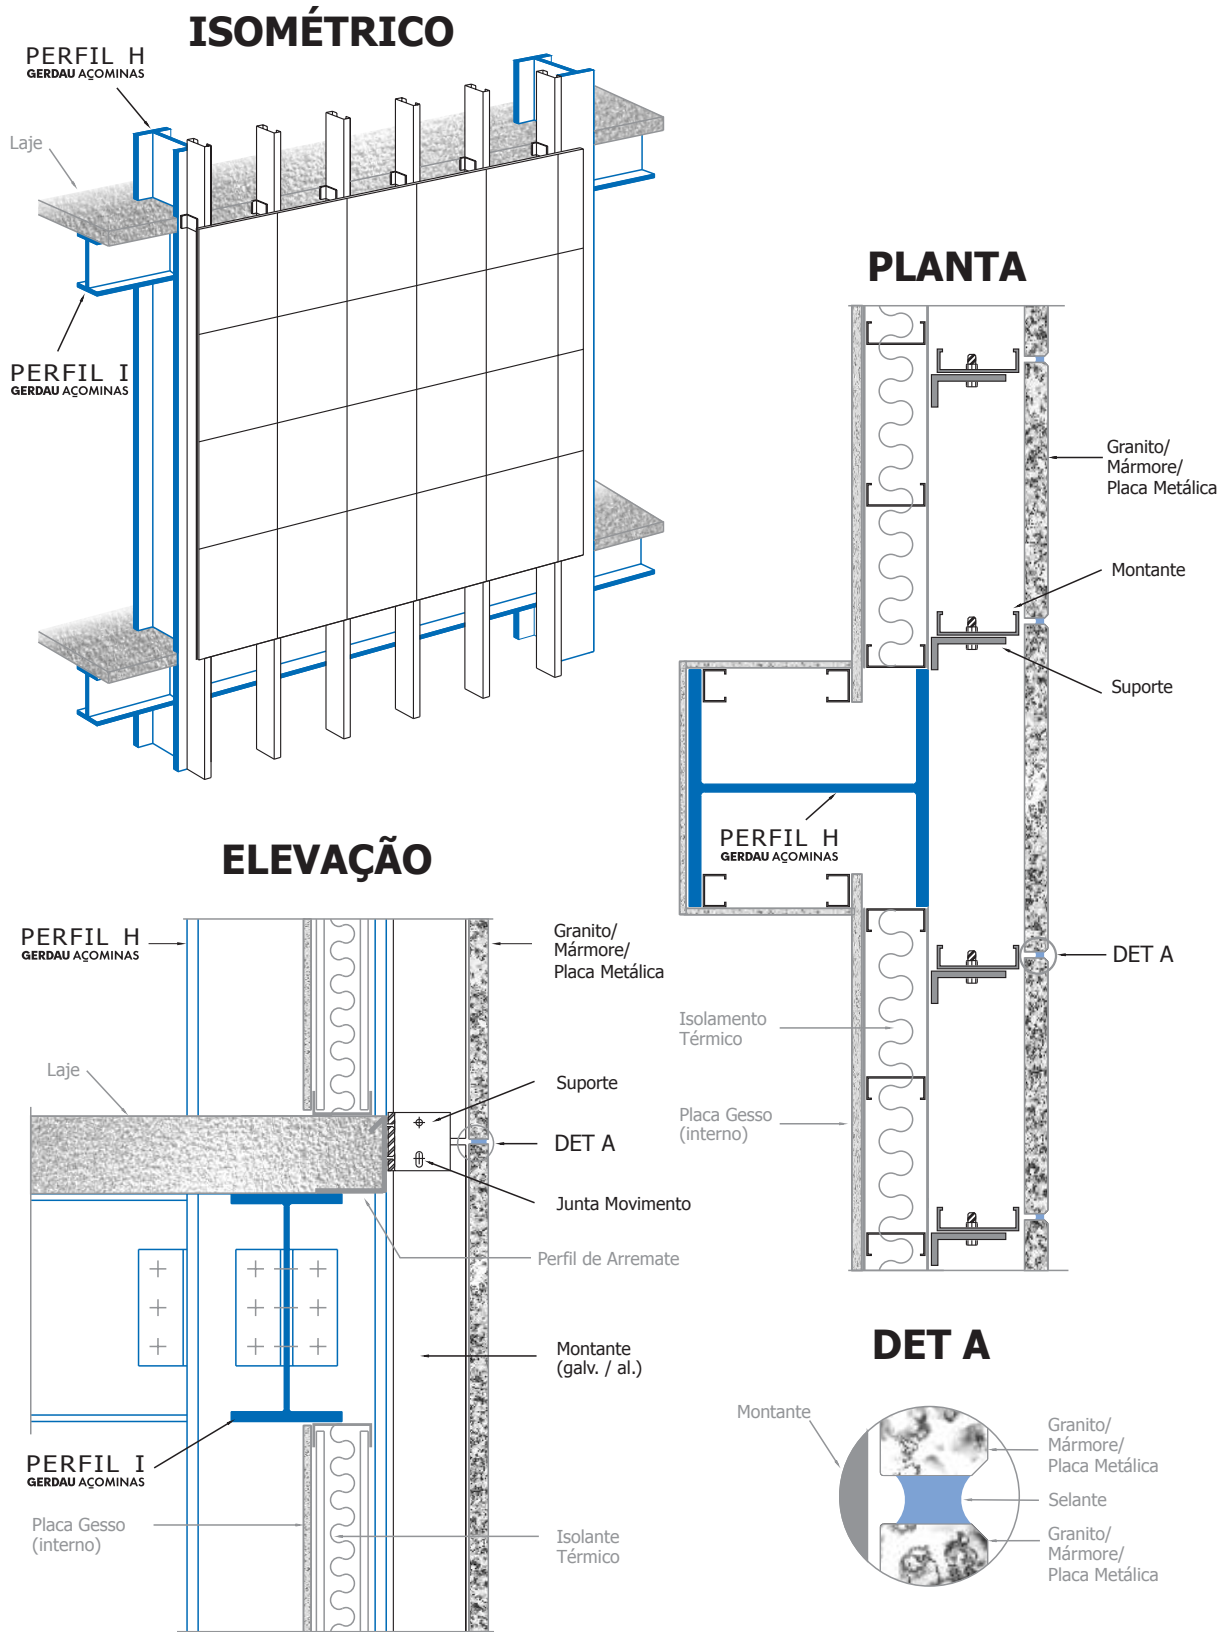 ISOMÉTRICO
PERFIL H
GERDAU AÇOMINAS
Laje
PERFIL I
GERDAU AÇOMINAS
PLANTA
Granito/
Mármore/
Placa Metálica
Montante
Suporte
PERFIL H
GERDAU AÇOMINAS
DET A
Isolamento
Térmico
Placa Gesso
(interno)
ELEVAÇÃO
PERFIL H
GERDAU AÇOMINAS
Granito/
Mármore/
Placa Metálica
Laje
Suporte
DET A
Junta Movimento
Perfil de Arremate
Montante
(galv. / al.)
PERFIL I
GERDAU AÇOMINAS
Placa Gesso
(interno)
Isolante
Térmico
DET A
Montante
Granito/
Mármore/
Placa Metálica
Selante
Granito/
Mármore/
Placa Metálica